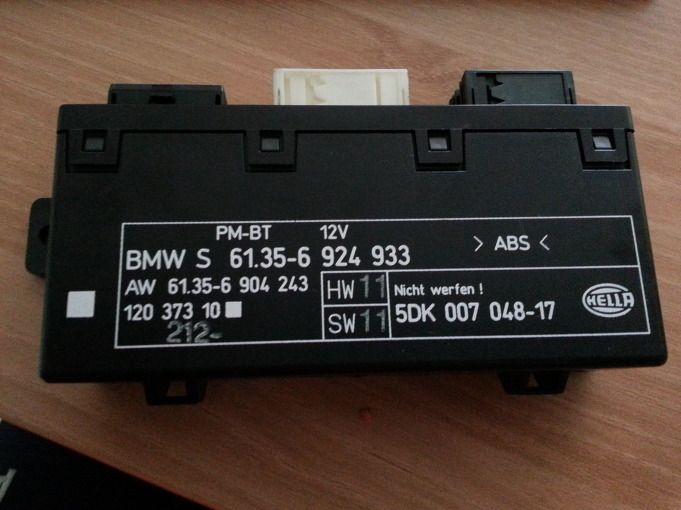 PM-BT 12V
BMW S 61.35-6 924 933 > ABS <
AW 61.35-6 904 243 HW 11 Nicht werfen !
120 373 10 SW 11 5DK 007 048-17 HELLA
212-